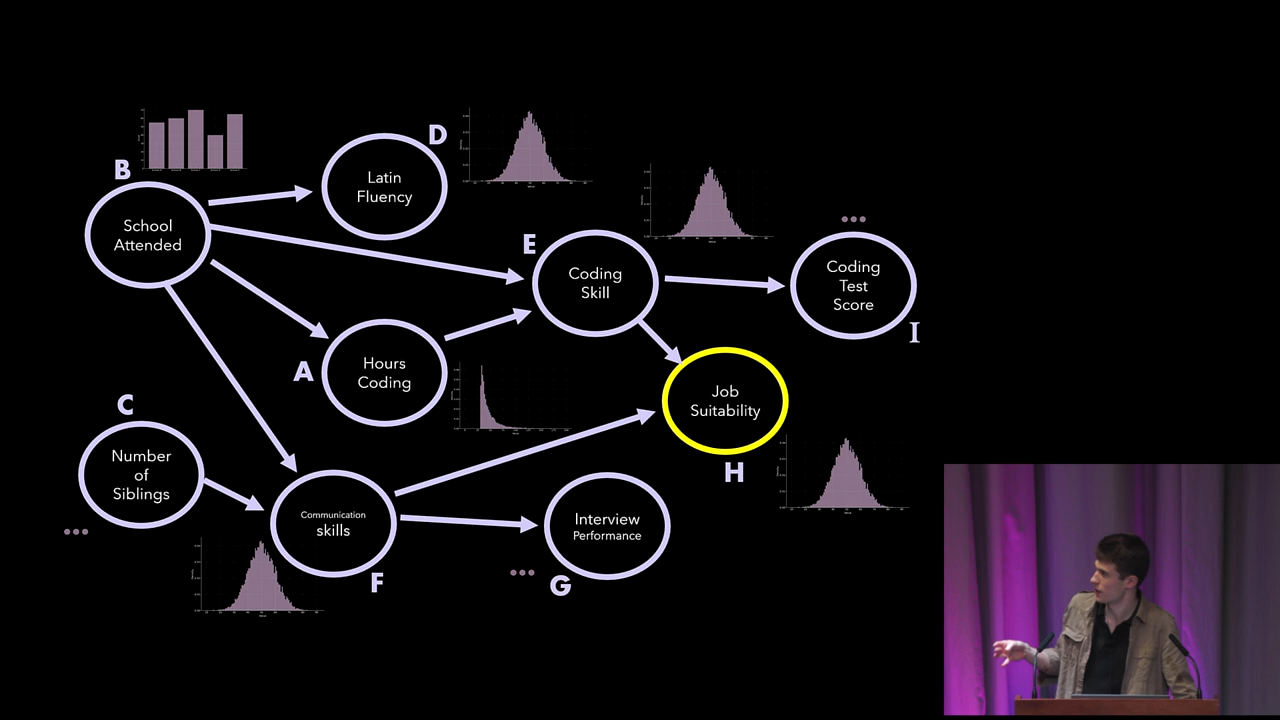 B
School
Attended
D
Latin
Fluency
E
Coding
Skill
Coding
Test
Score
I
A
Hours
Coding
Job
Suitability
H
C
Number
of
Siblings
Communication
skills
F
Interview
Performance
G